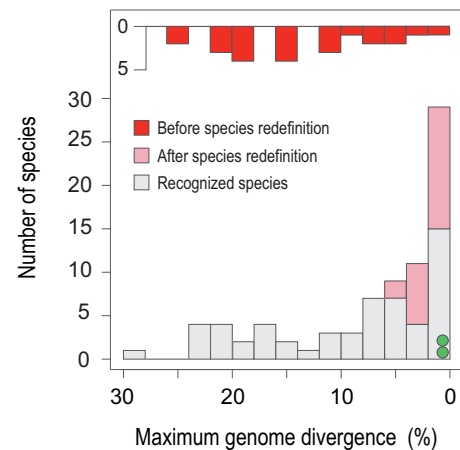 0
5
30
25
20
15
10
5
0
Number of species
Before species redefinition
After species redefinition
Recognized species
30 20 10 0
Maximum genome divergence (%)